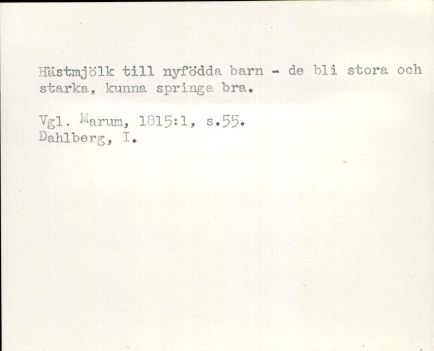 Hästmjölk till nyfödda barn - de bli stora och
starka, kunna springa bra.
Vgl. Marum, 1815:1, s.55.
Dahlberg, I.